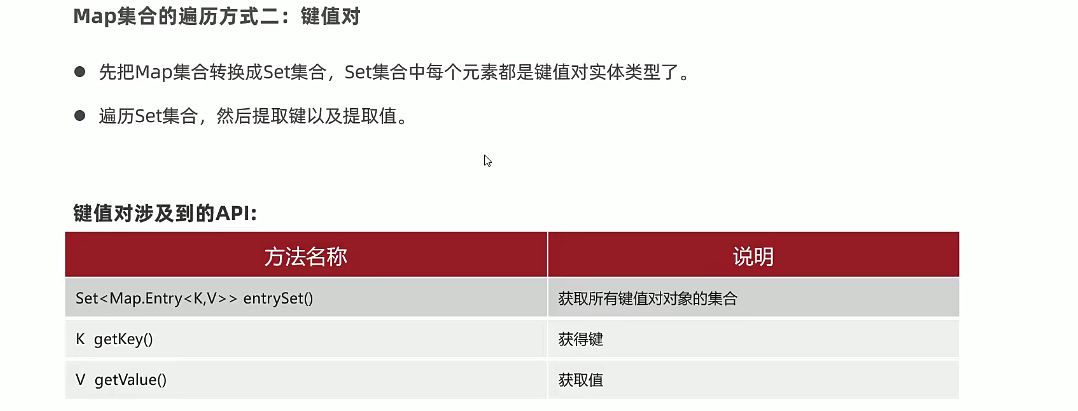 Map集合的遍历方式二：键值对
● 先把Map集合转换成Set集合，Set集合中每个元素都是键值对实体类型了。
● 遍历Set集合，然后提取键以及提取值。
键值对涉及到的API:
方法名称 说明
Set<Map.Entry<K,V>> entrySet() 获取所有键值对对象的集合
K getKey() 获得键
V getValue() 获取值